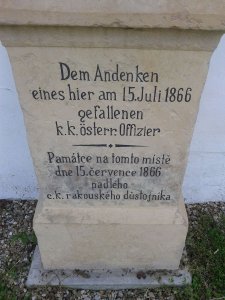 Dem Andenken
eines hier am 15.Juli 1866
gefallenen
k.k.österr.Offizier
Památce na tomto místě
dne 15.července 1866
padlého
c.k.rakouského důstojníka